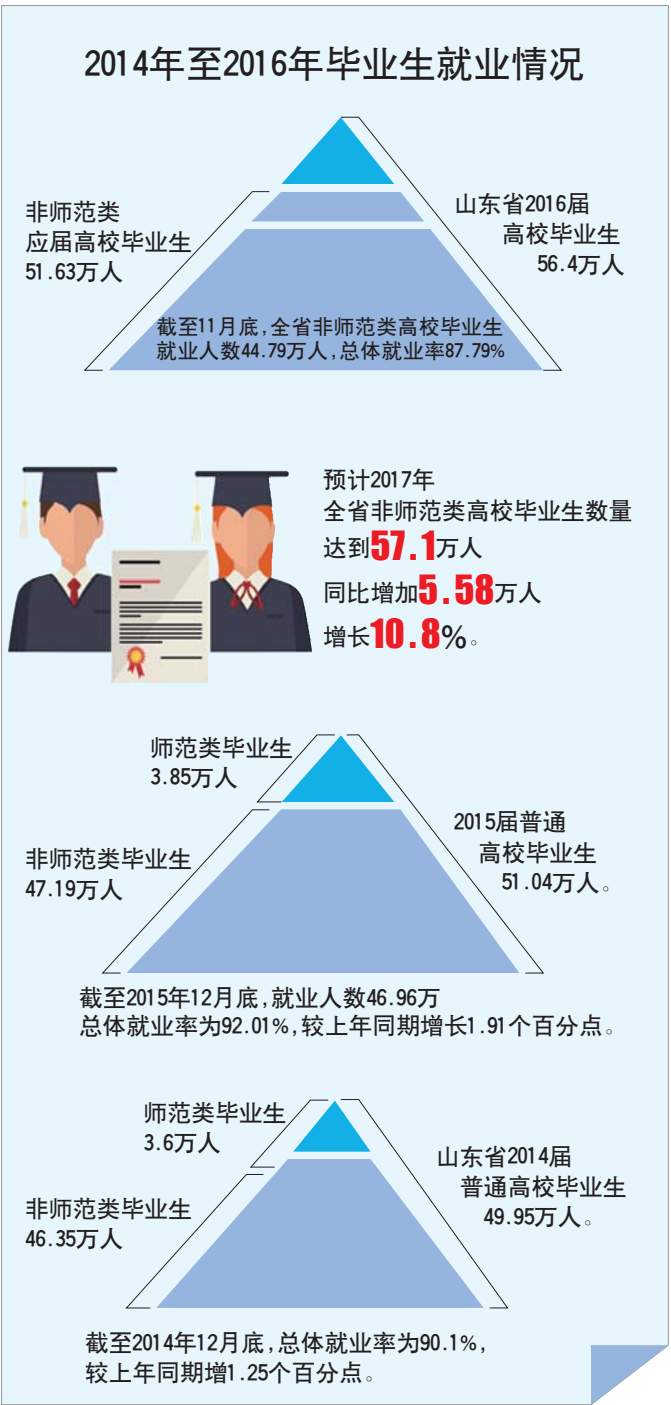 2014年至2016年毕业生就业情况
非师范类
应届高校毕业生
51.63万人
山东省2016届
高校毕业生
56.4万人
截至11月底,全省非师范类高校毕业生
就业人数44.79万人,总体就业率87.79%
预计2017年
全省非师范类高校毕业生数量
达到57.1万人
同比增加5.58万人
增长10.8%。
师范类毕业生
3.85万人
非师范类毕业生
47.19万人
2015届普通
高校毕业生
51.04万人。
截至2015年12月底,就业人数46.96万
总体就业率为92.01%,较上年同期增长1.91个百分点。
师范类毕业生
3.6万人
非师范类毕业生
46.35万人
山东省2014届
普通高校毕业生
49.95万人。
截至2014年12月底,总体就业率为90.1%,
较上年同期增1.25个百分点。